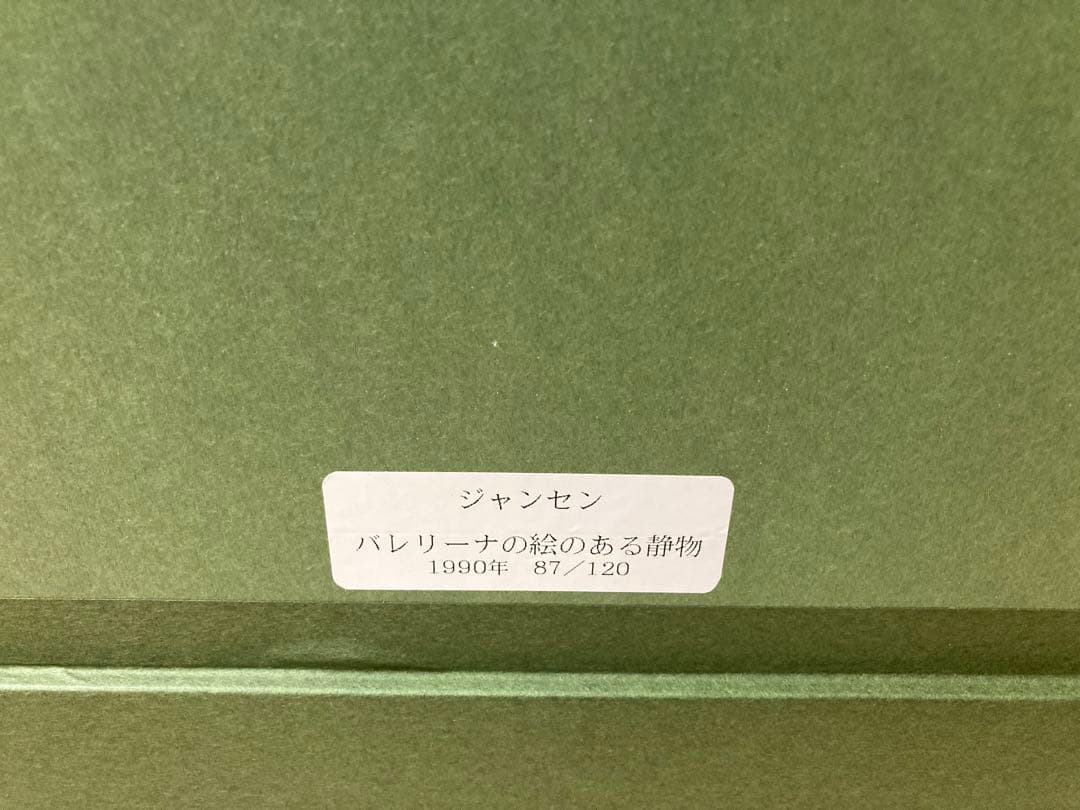 ジャンセン
バレリーナの絵のある静物
1990年　87／120